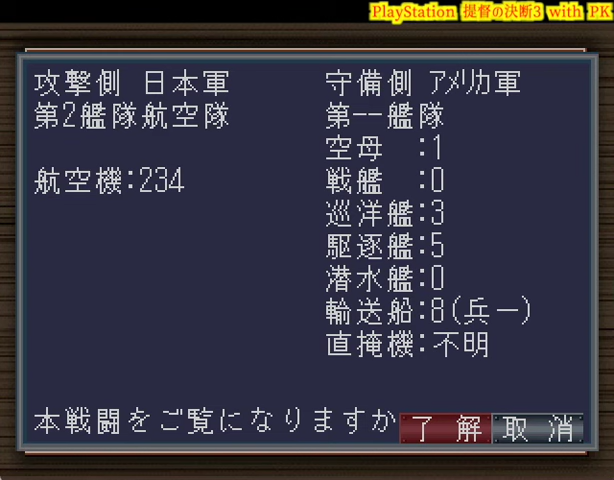 PlayStation 提督の決断3 with PK
攻撃側 日本軍
第2艦隊航空隊
航空機:234
守備側 ｱﾒﾘｶ軍
第--艦隊
空母 :1
戦艦 :0
巡洋艦:3
駆逐艦:5
潜水艦:0
輸送船:8(兵ー)
直掩機:不明
本戦闘をご覧になりますか
了解 取消